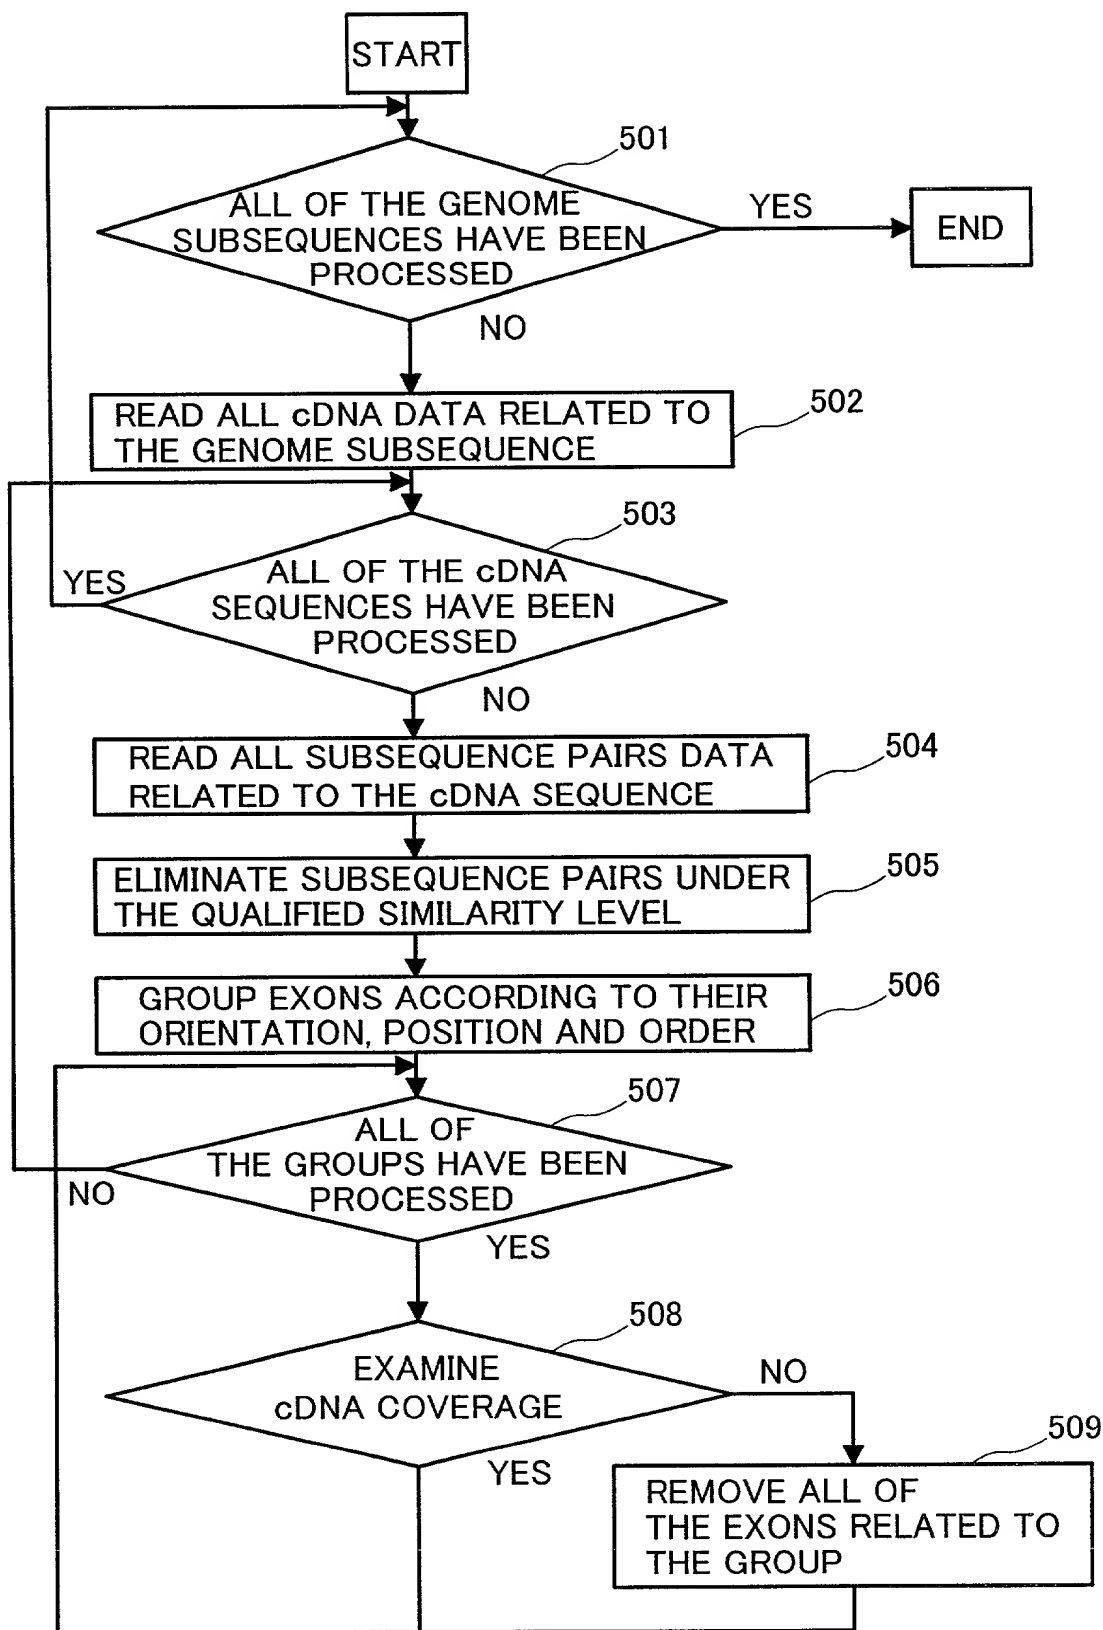 START
501
ALL OF THE GENOME
SUBSEQUENCES HAVE BEEN
PROCESSED
YES
END
NO
READ ALL cDNA DATA RELATED TO
THE GENOME SUBSEQUENCE
502
503
ALL OF THE cDNA
SEQUENCES HAVE BEEN
PROCESSED
YES
NO
READ ALL SUBSEQUENCE PAIRS DATA
RELATED TO THE cDNA SEQUENCE
504
ELIMINATE SUBSEQUENCE PAIRS UNDER
THE QUALIFIED SIMILARITY LEVEL
505
GROUP EXONS ACCORDING TO THEIR
ORIENTATION, POSITION AND ORDER
506
507
ALL OF
THE GROUPS HAVE BEEN
PROCESSED
NO
YES
508
EXAMINE
cDNA COVERAGE
NO
YES
509
REMOVE ALL OF
THE EXONS RELATED TO
THE GROUP